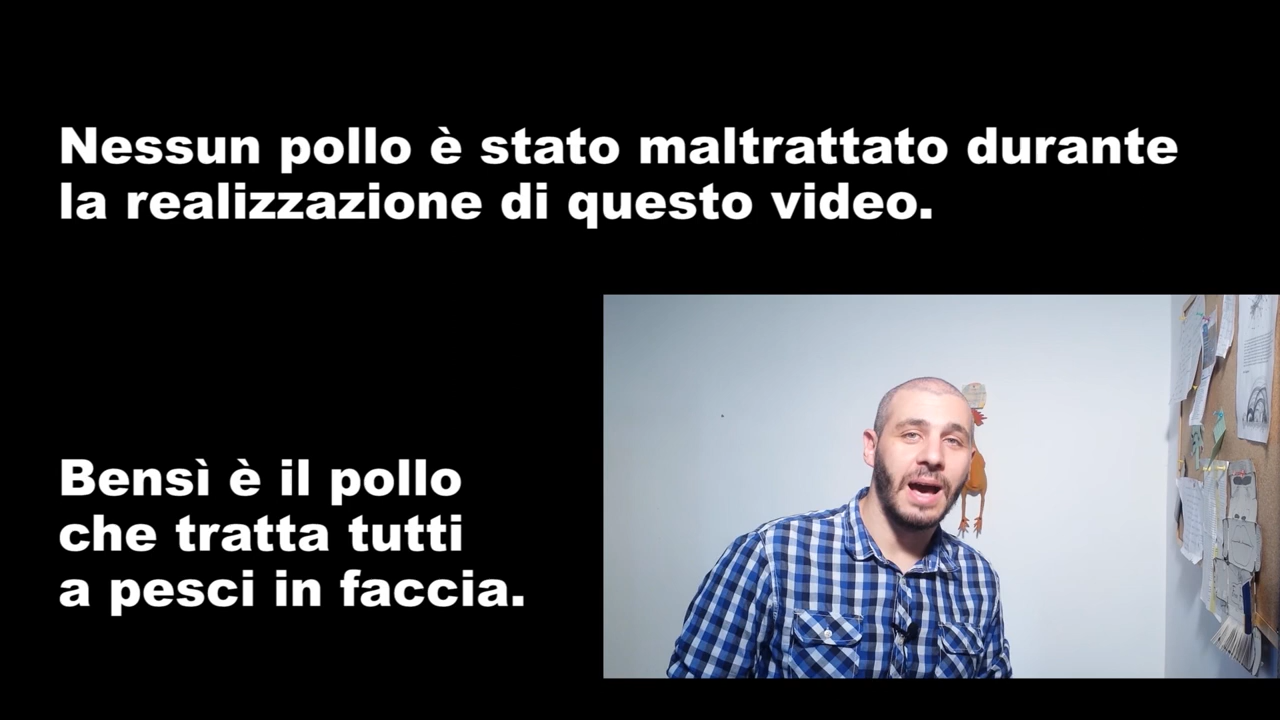 Nessun pollo è stato maltrattato durante
la realizzazione di questo video.
Bensì è il pollo
che tratta tutti
a pesci in faccia.